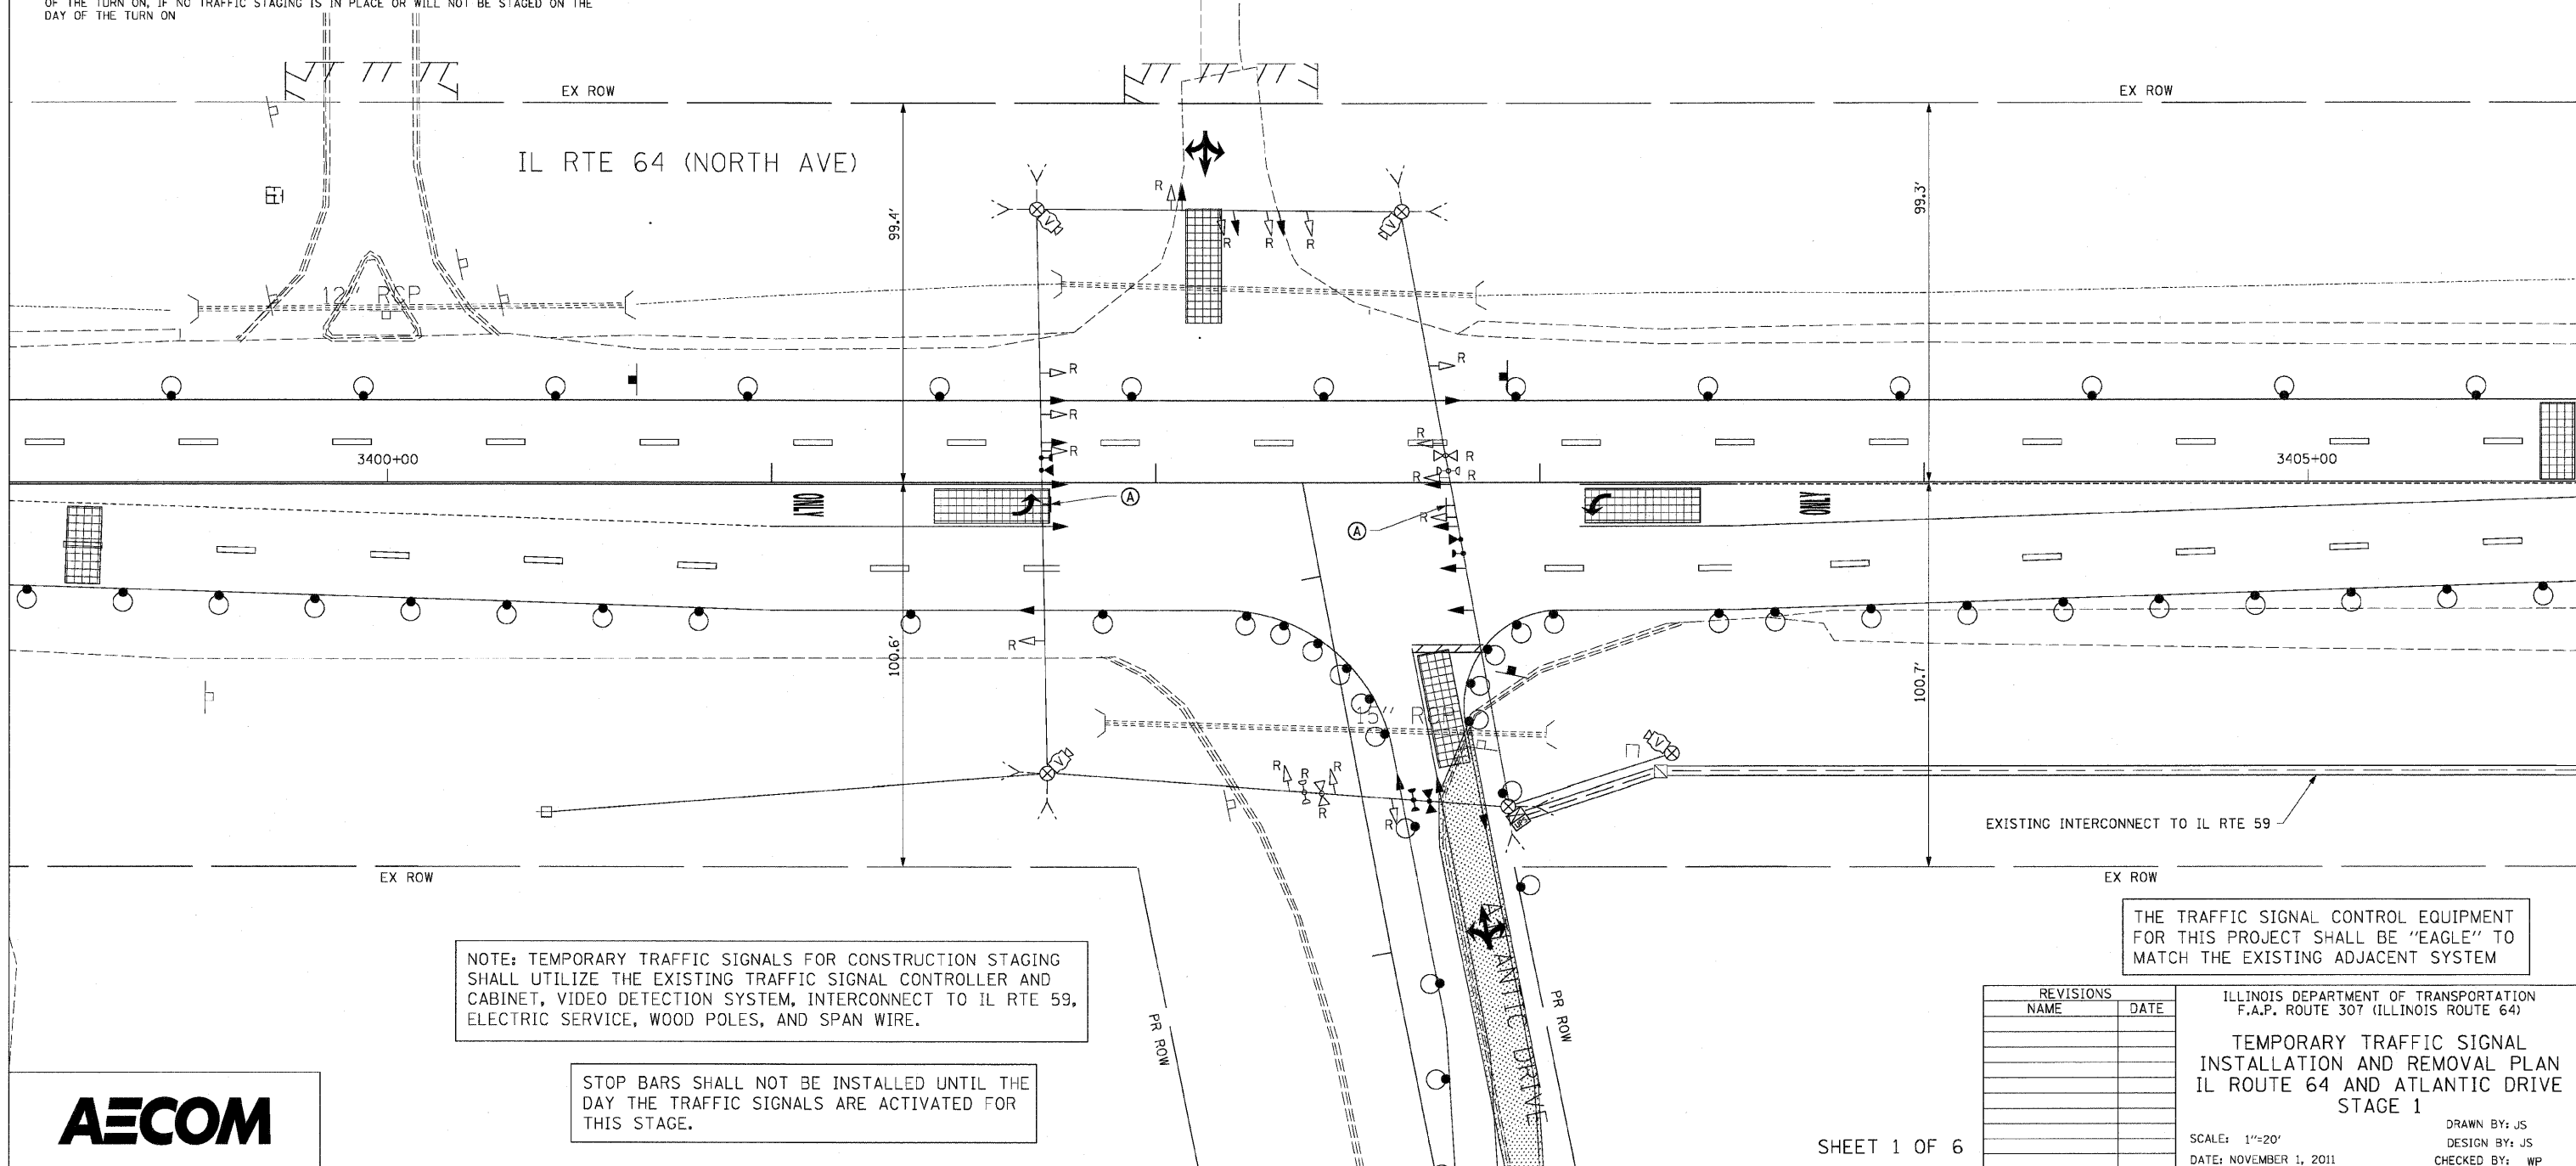 OF THE TURN ON, IF NO TRAFFIC STAGING IS IN PLACE OR WILL NOT BE STAGED ON THE
DAY OF THE TURN ON
EX ROW
EX ROW
IL RTE 64 (NORTH AVE)
99.4'
99.3'
R
R
R
R
12" RCP
R
R
R
R
R
R
R
3400+00
3405+00
A
A
R
ONLY
ONLY
R
100.6'
100.7'
15" RCP
R
R
R
R
R
V
V
V
V
EXISTING INTERCONNECT TO IL RTE 59
EX ROW
EX ROW
NOTE: TEMPORARY TRAFFIC SIGNALS FOR CONSTRUCTION STAGING
SHALL UTILIZE THE EXISTING TRAFFIC SIGNAL CONTROLLER AND
CABINET, VIDEO DETECTION SYSTEM, INTERCONNECT TO IL RTE 59,
ELECTRIC SERVICE, WOOD POLES, AND SPAN WIRE.
STOP BARS SHALL NOT BE INSTALLED UNTIL THE
DAY THE TRAFFIC SIGNALS ARE ACTIVATED FOR
THIS STAGE.
PR ROW
PR ROW
ATLANTIC DRIVE
THE TRAFFIC SIGNAL CONTROL EQUIPMENT
FOR THIS PROJECT SHALL BE "EAGLE" TO
MATCH THE EXISTING ADJACENT SYSTEM
AECOM
SHEET 1 OF 6
REVISIONS
NAME DATE
ILLINOIS DEPARTMENT OF TRANSPORTATION
F.A.P. ROUTE 307 (ILLINOIS ROUTE 64)
TEMPORARY TRAFFIC SIGNAL
INSTALLATION AND REMOVAL PLAN
IL ROUTE 64 AND ATLANTIC DRIVE
STAGE 1
SCALE: 1"=20'
DATE: NOVEMBER 1, 2011
DRAWN BY: JS
DESIGN BY: JS
CHECKED BY: WP